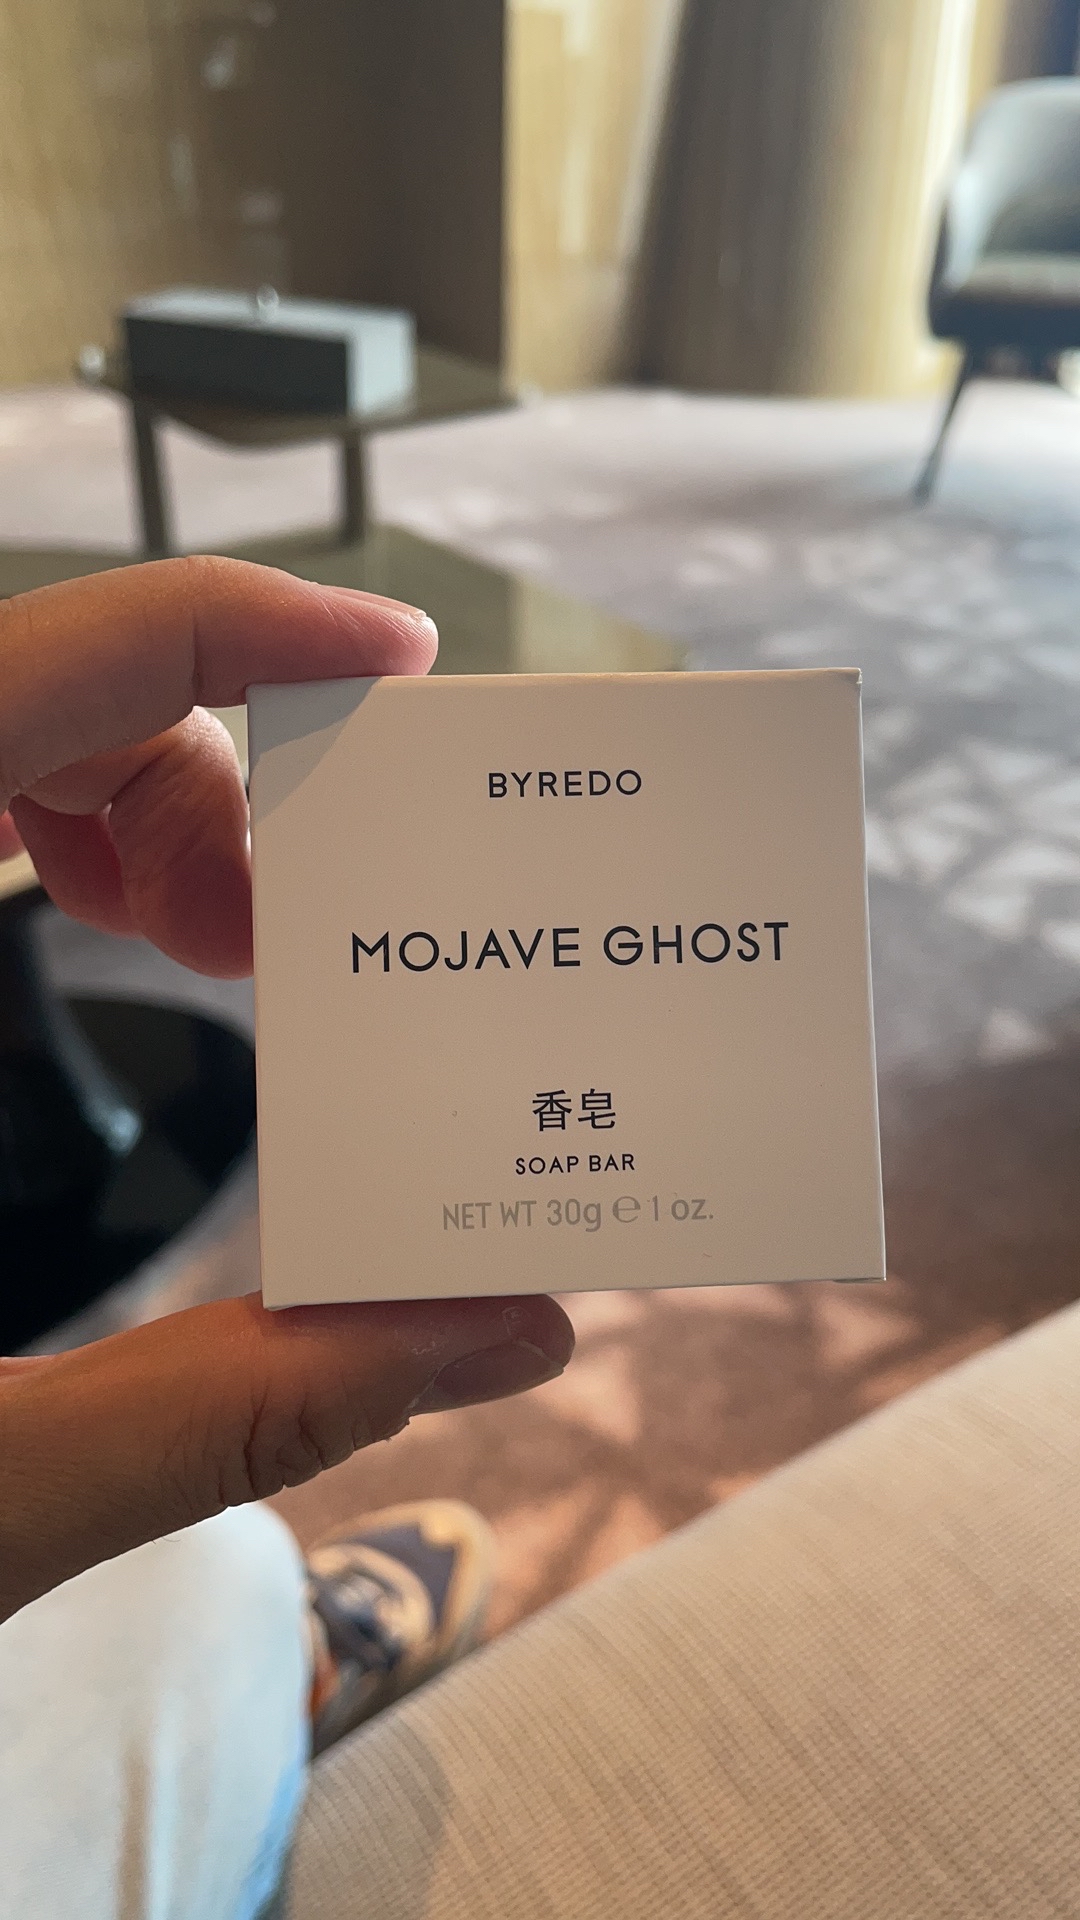 BYREDO
MOJAVE GHOST
香皂
SOAP BAR
NET WT 30g ℮ 1 oz.